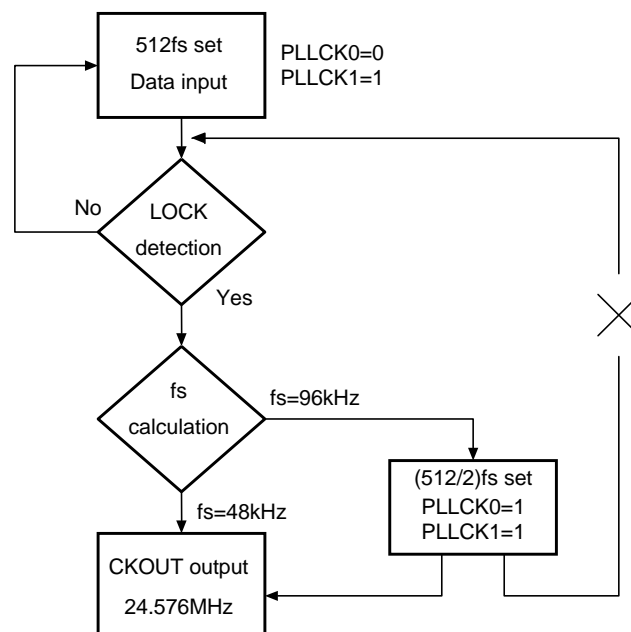 512fs set
Data input
PLLCK0=0
PLLCK1=1
No
LOCK
detection
Yes
fs
calculation
fs=96kHz
(512/2)fs set
PLLCK0=1
PLLCK1=1
fs=48kHz
CKOUT output
24.576MHz